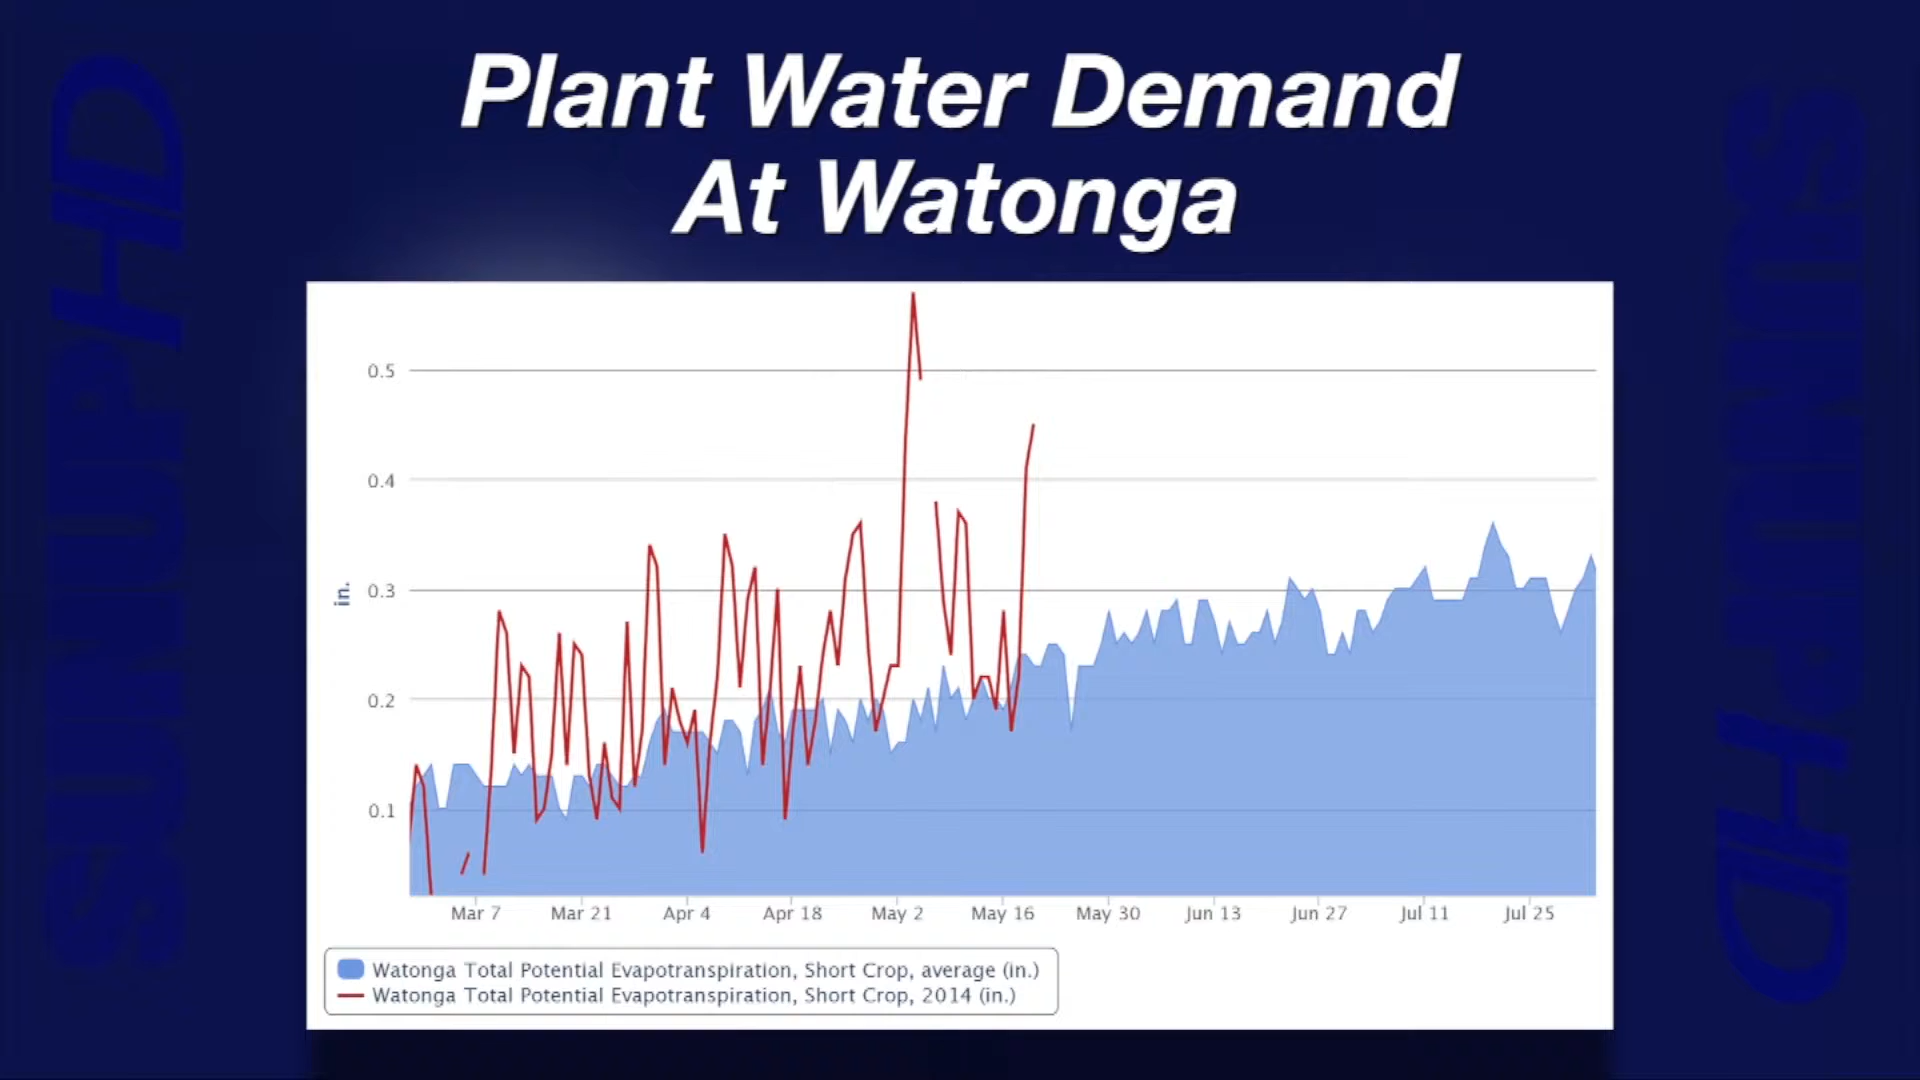 Plant Water Demand
At Watonga
SUNUPHD
SUNUPHD
in.
0.5
0.4
0.3
0.2
0.1
Mar 7 Mar 21 Apr 4 Apr 18 May 2 May 16 May 30 Jun 13 Jun 27 Jul 11 Jul 25
Watonga Total Potential Evapotranspiration, Short Crop, average (in.)
Watonga Total Potential Evapotranspiration, Short Crop, 2014 (in.)